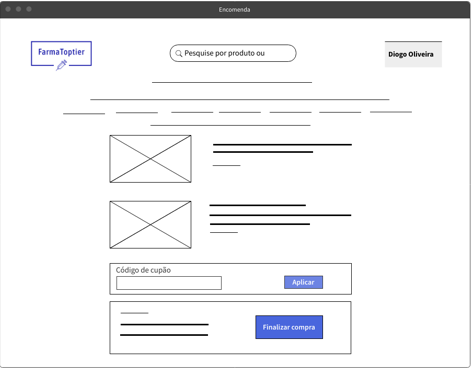 Encomenda
FarmaToptier
Pesquise por produto ou
Diogo Oliveira
Código de cupão
Aplicar
Finalizar compra